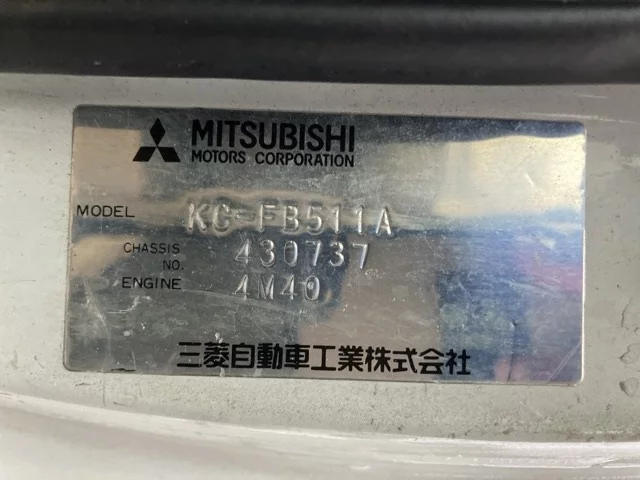 MITSUBISHI
MOTORS CORPORATION
MODEL KC-FB511A
CHASSIS NO. 430737
ENGINE 4M40
三菱自動車工業株式会社